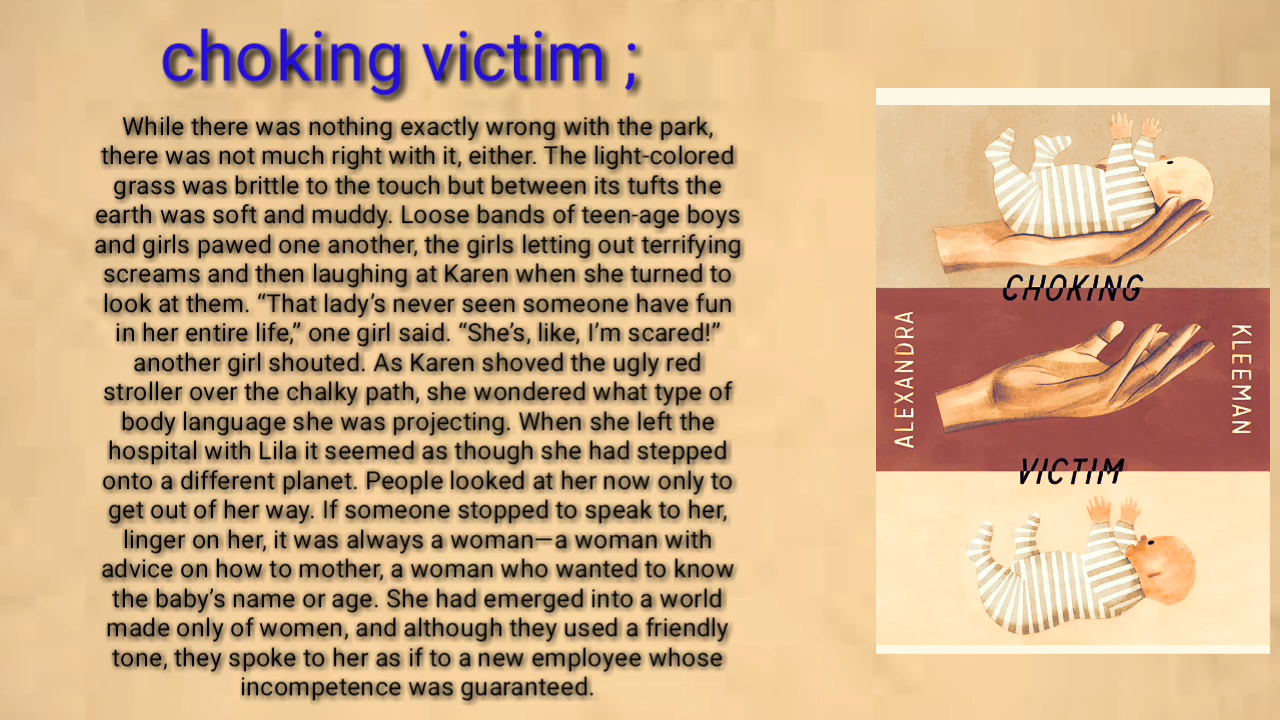 choking victim ;
While there was nothing exactly wrong with the park,
there was not much right with it, either. The light-colored
grass was brittle to the touch but between its tufts the
earth was soft and muddy. Loose bands of teen-age boys
and girls pawed one another, the girls letting out terrifying
screams and then laughing at Karen when she turned to
look at them. “That lady’s never seen someone have fun
in her entire life,” one girl said. “She’s, like, I’m scared!”
another girl shouted. As Karen shoved the ugly red
stroller over the chalky path, she wondered what type of
body language she was projecting. When she left the
hospital with Lila it seemed as though she had stepped
onto a different planet. People looked at her now only to
get out of her way. If someone stopped to speak to her,
linger on her, it was always a woman—a woman with
advice on how to mother, a woman who wanted to know
the baby’s name or age. She had emerged into a world
made only of women, and although they used a friendly
tone, they spoke to her as if to a new employee whose
incompetence was guaranteed.
CHOKING
ALEXANDRA
KLEEMAN
VICTIM